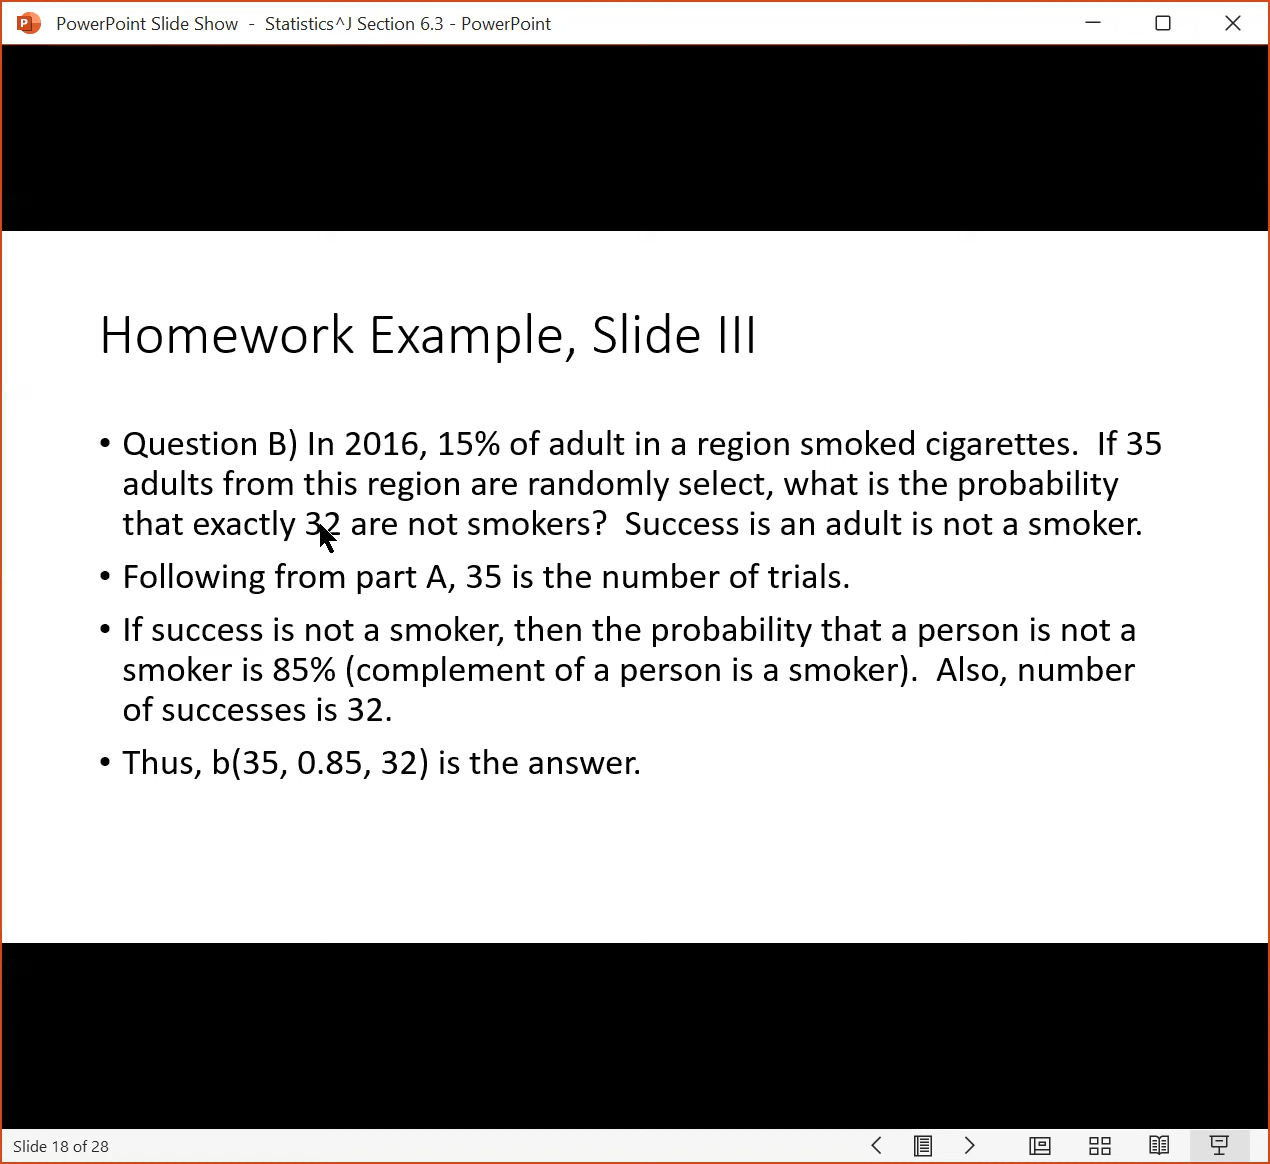 PowerPoint Slide Show - Statistics^J Section 6.3 - PowerPoint
Homework Example, Slide III
• Question B) In 2016, 15% of adult in a region smoked cigarettes. If 35
adults from this region are randomly select, what is the probability
that exactly 32 are not smokers? Success is an adult is not a smoker.
• Following from part A, 35 is the number of trials.
• If success is not a smoker, then the probability that a person is not a
smoker is 85% (complement of a person is a smoker). Also, number
of successes is 32.
• Thus, b(35, 0.85, 32) is the answer.
Slide 18 of 28